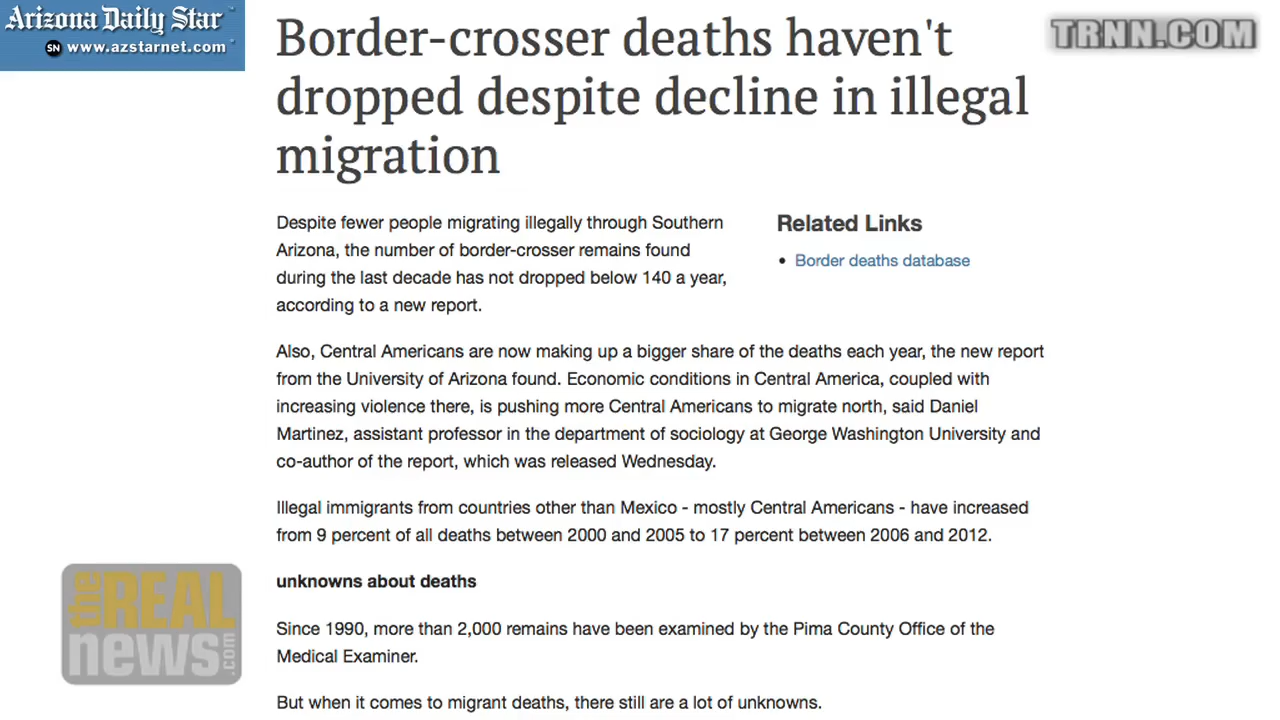 Arizona Daily Star
SN www.azstarnet.com
TRNN.COM
Border-crosser deaths haven't
dropped despite decline in illegal
migration
Despite fewer people migrating illegally through Southern
Arizona, the number of border-crosser remains found
during the last decade has not dropped below 140 a year,
according to a new report.
Related Links
• Border deaths database
Also, Central Americans are now making up a bigger share of the deaths each year, the new report
from the University of Arizona found. Economic conditions in Central America, coupled with
increasing violence there, is pushing more Central Americans to migrate north, said Daniel
Martinez, assistant professor in the department of sociology at George Washington University and
co-author of the report, which was released Wednesday.
Illegal immigrants from countries other than Mexico - mostly Central Americans - have increased
from 9 percent of all deaths between 2000 and 2005 to 17 percent between 2006 and 2012.
unknowns about deaths
Since 1990, more than 2,000 remains have been examined by the Pima County Office of the
Medical Examiner.
But when it comes to migrant deaths, there still are a lot of unknowns.
the REAL
news.com